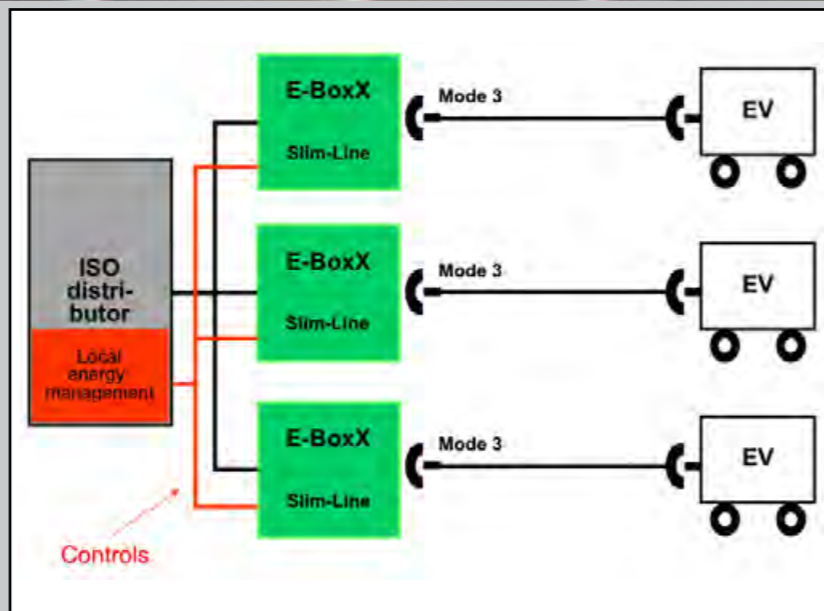 E-BoxX
Slim-Line
Mode 3
EV
ISO
distri-
butor
Local
energy
management
E-BoxX
Slim-Line
Mode 3
EV
E-BoxX
Slim-Line
Mode 3
EV
Controls